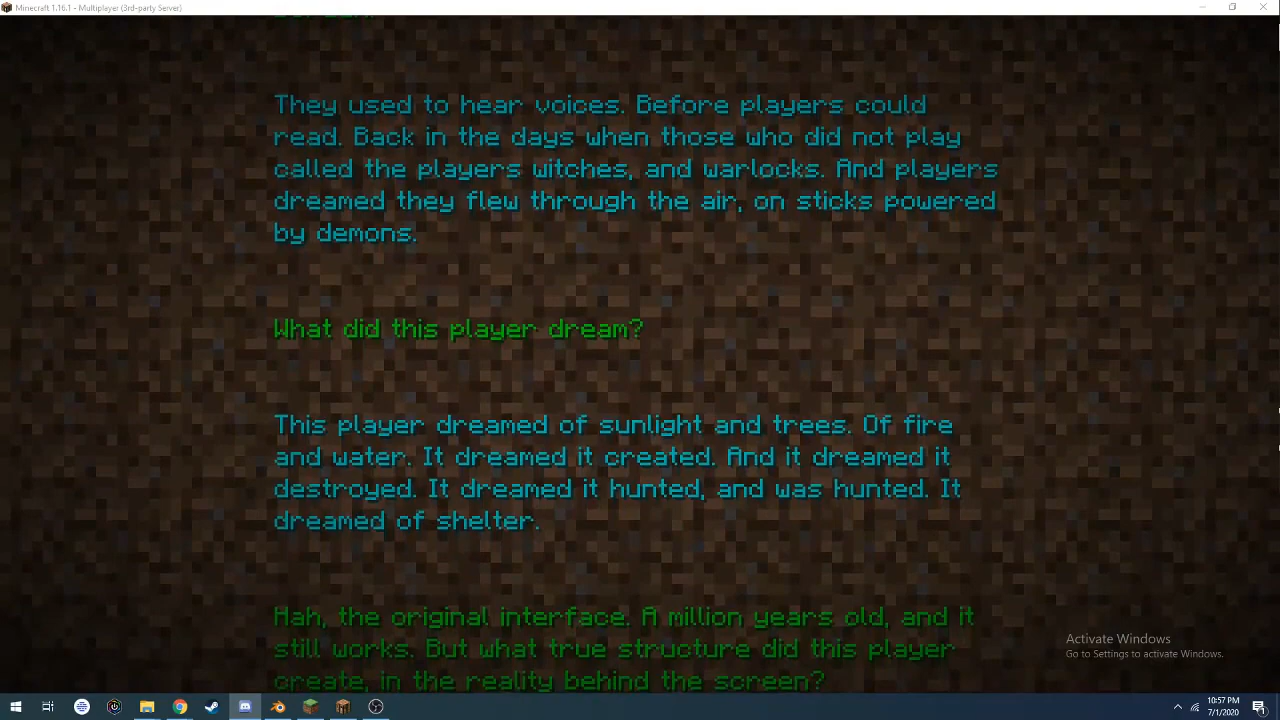 Minecraft 1.16.1 - Multiplayer (3rd-party Server)
They used to hear voices. Before players could
read. Back in the days when those who did not play
called the players witches, and warlocks. And players
dreamed they flew through the air, on sticks powered
by demons.
What did this player dream?
This player dreamed of sunlight and trees. Of fire
and water. It dreamed it created. And it dreamed it
destroyed. It dreamed it hunted, and was hunted. It
dreamed of shelter.
Hah, the original interface. A million years old, and it
still works. But what true structure did this player
create, in the reality behind the screen?
Activate Windows
Go to Settings to activate Windows.
10:57 PM
7/1/2020